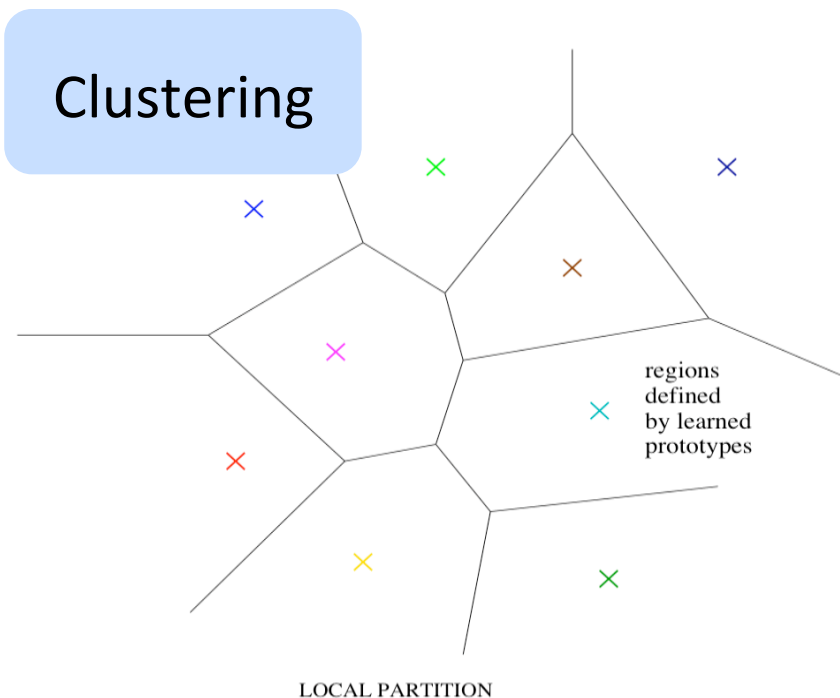 Clustering
regions
defined
by learned
prototypes
LOCAL PARTITION